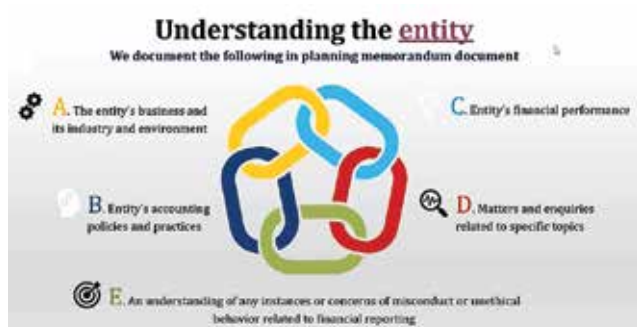 Understanding the entity
We document the following in planning memorandum document
A. The entity's business and
its industry and environment
C. Entity's financial performance
B. Entity's accounting
policies and practices
D. Matters and enquiries
related to specific topics
E. An understanding of any instances or concerns of misconduct or unethical
behavior related to financial reporting